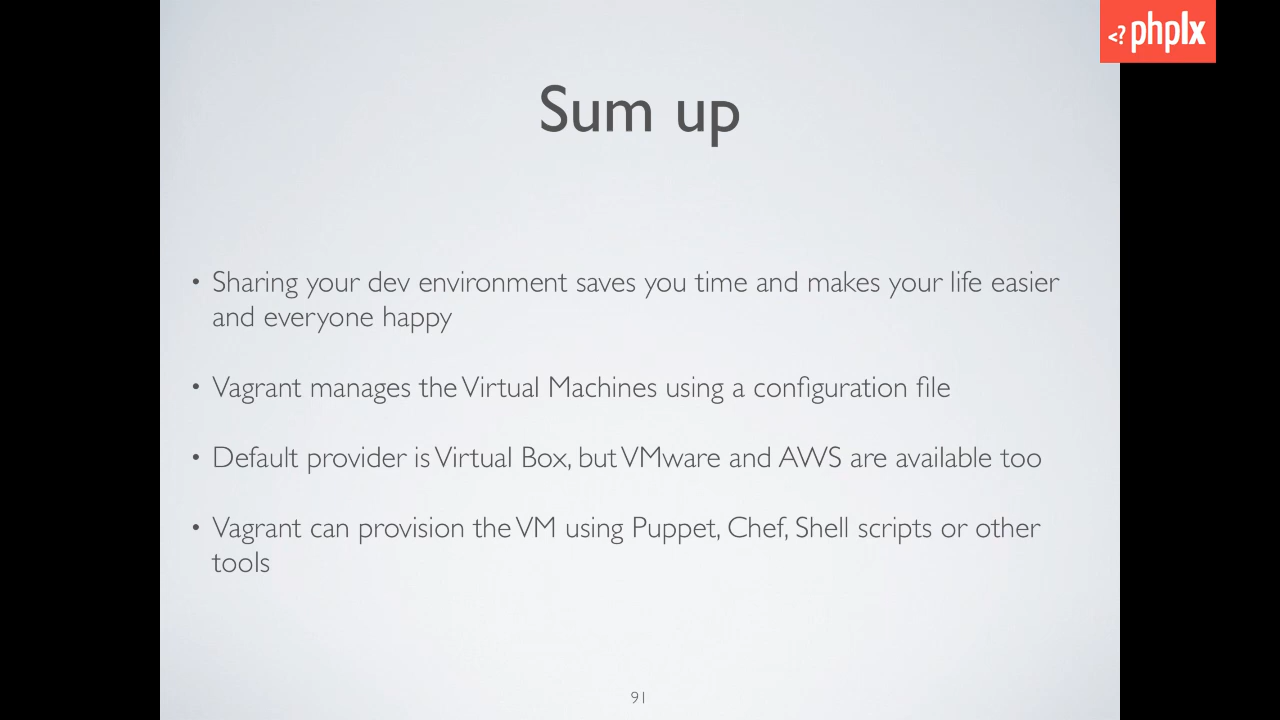 <? phplx
Sum up
• Sharing your dev environment saves you time and makes your life easier
and everyone happy
• Vagrant manages the Virtual Machines using a configuration file
• Default provider is Virtual Box, but VMware and AWS are available too
• Vagrant can provision the VM using Puppet, Chef, Shell scripts or other
tools
91